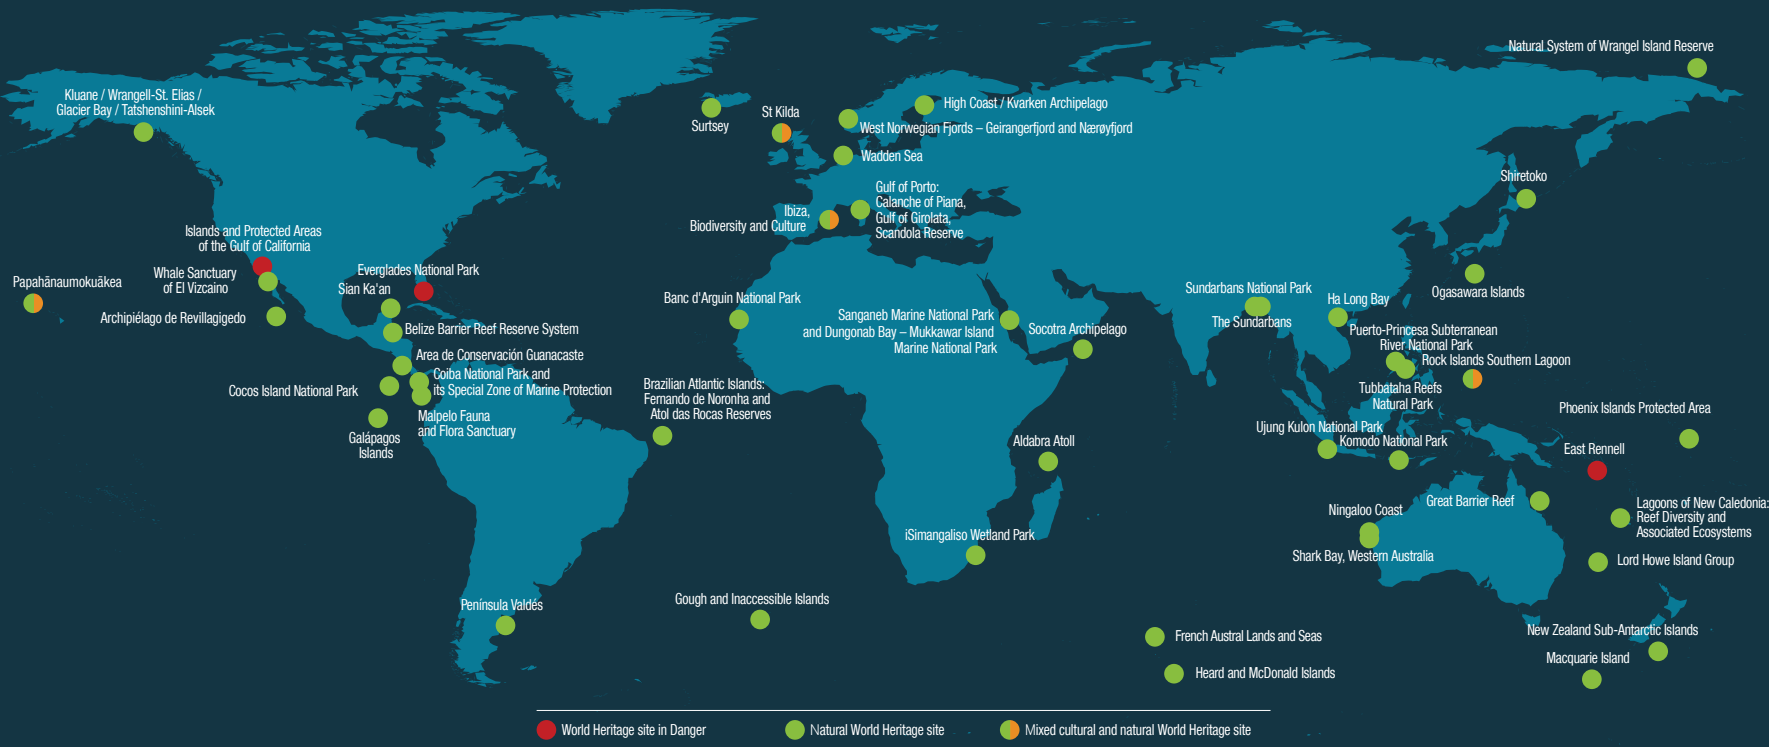 Natural System of Wrangel Island Reserve
Kluane / Wrangell-St. Elias /
Glacier Bay / Tatshenshini-Alsek
Surtsey
St Kilda
High Coast / Kvarken Archipelago
West Norwegian Fjords – Geirangerfjord and Nærøyfjord
Wadden Sea
Shiretoko
Gulf of Porto:
Calanche of Piana,
Gulf of Girolata,
Scandola Reserve
Ibiza,
Biodiversity and Culture
Islands and Protected Areas
of the Gulf of California
Whale Sanctuary
of El Vizcaino
Everglades National Park
Sian Ka'an
Papahānaumokuākea
Archipiélago de Revillagigedo
Belize Barrier Reef Reserve System
Banc d'Arguin National Park
Sanganeb Marine National Park
and Dungonab Bay – Mukkawar Island
Marine National Park
Socotra Archipelago
Sundarbans National Park
The Sundarbans
Ha Long Bay
Ogasawara Islands
Puerto-Princesa Subterranean
River National Park
Rock Islands Southern Lagoon
Tubbataha Reefs
Natural Park
Area de Conservación Guanacaste
Coiba National Park and
its Special Zone of Marine Protection
Cocos Island National Park
Malpelo Fauna
and Flora Sanctuary
Galápagos
Islands
Brazilian Atlantic Islands:
Fernando de Noronha and
Atol das Rocas Reserves
Aldabra Atoll
Ujung Kulon National Park
Komodo National Park
Phoenix Islands Protected Area
East Rennell
Great Barrier Reef
Lagoons of New Caledonia:
Reef Diversity and
Associated Ecosystems
Ningaloo Coast
Shark Bay, Western Australia
Lord Howe Island Group
iSimangaliso Wetland Park
Gough and Inaccessible Islands
Península Valdés
French Austral Lands and Seas
Heard and McDonald Islands
New Zealand Sub-Antarctic Islands
Macquarie Island
World Heritage site in Danger
Natural World Heritage site
Mixed cultural and natural World Heritage site